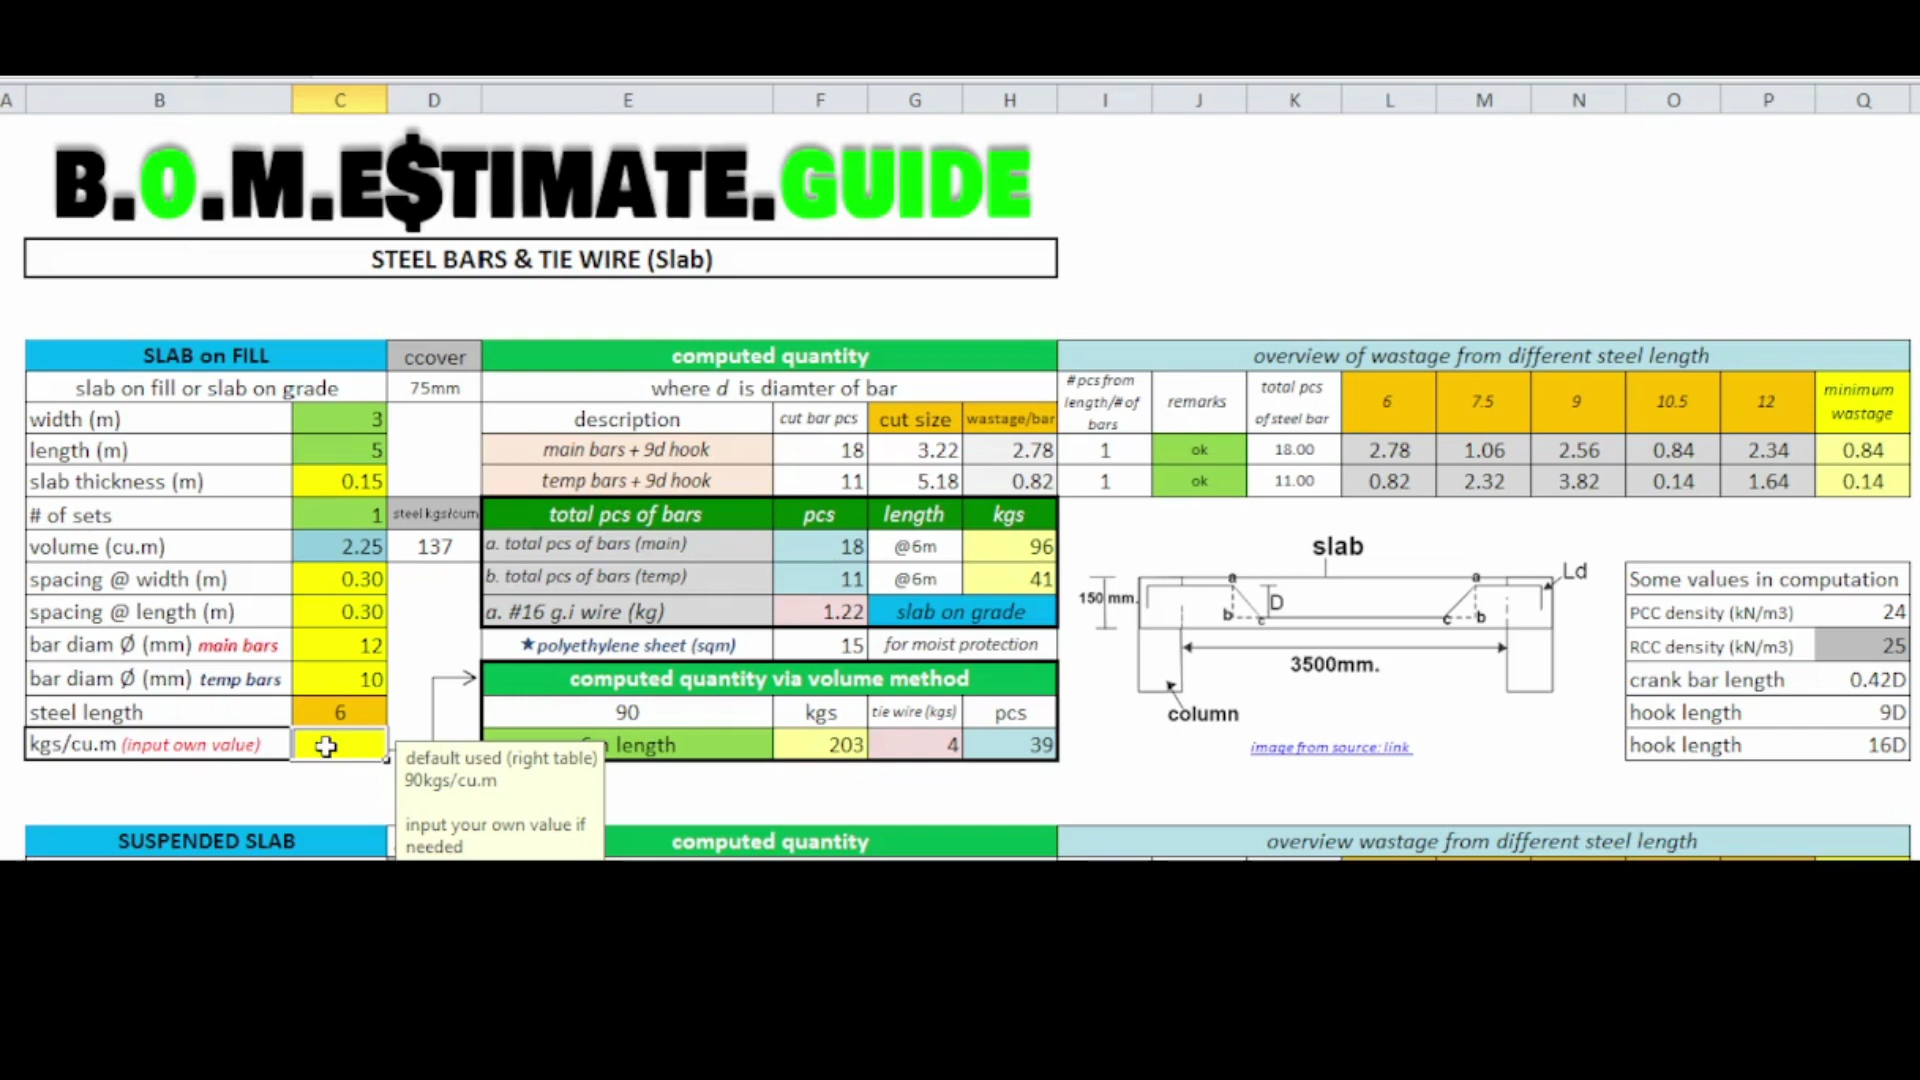 A B C D E F G H I J K L M N O P Q
B.O.M.E$TIMATE.GUIDE
STEEL BARS & TIE WIRE (Slab)
SLAB on FILL ccover computed quantity overview of wastage from different steel length
slab on fill or slab on grade 75mm where d is diamter of bar
# pcs from length/# of bars remarks total pcs of steel bar 6 7.5 9 10.5 12 minimum wastage
width (m) 3 description cut bar pcs cut size wastage/bar
length (m) 5 main bars + 9d hook 18 3.22 2.78 1 ok 18.00 2.78 1.06 2.56 0.84 2.34 0.84
slab thickness (m) 0.15 temp bars + 9d hook 11 5.18 0.82 1 ok 11.00 0.82 2.32 3.82 0.14 1.64 0.14
# of sets 1 steel kgs/cum total pcs of bars pcs length kgs
volume (cu.m) 2.25 137 a. total pcs of bars (main) 18 @6m 96
spacing @ width (m) 0.30 b. total pcs of bars (temp) 11 @6m 41
spacing @ length (m) 0.30 a. #16 g.i wire (kg) 1.22 slab on grade
bar diam Ø (mm) main bars 12 ★polyethylene sheet (sqm) 15 for moist protection
bar diam Ø (mm) temp bars 10 computed quantity via volume method
steel length 6 90 kgs tie wire (kgs) pcs
kgs/cu.m (input own value) length 203 4 39
default used (right table)
90kgs/cu.m
input your own value if
needed
slab
a a Ld
150 mm. D
b c c b
3500mm.
column
image from source: link
Some values in computation
PCC density (kN/m3) 24
RCC density (kN/m3) 25
crank bar length 0.42D
hook length 9D
hook length 16D
SUSPENDED SLAB computed quantity overview wastage from different steel length